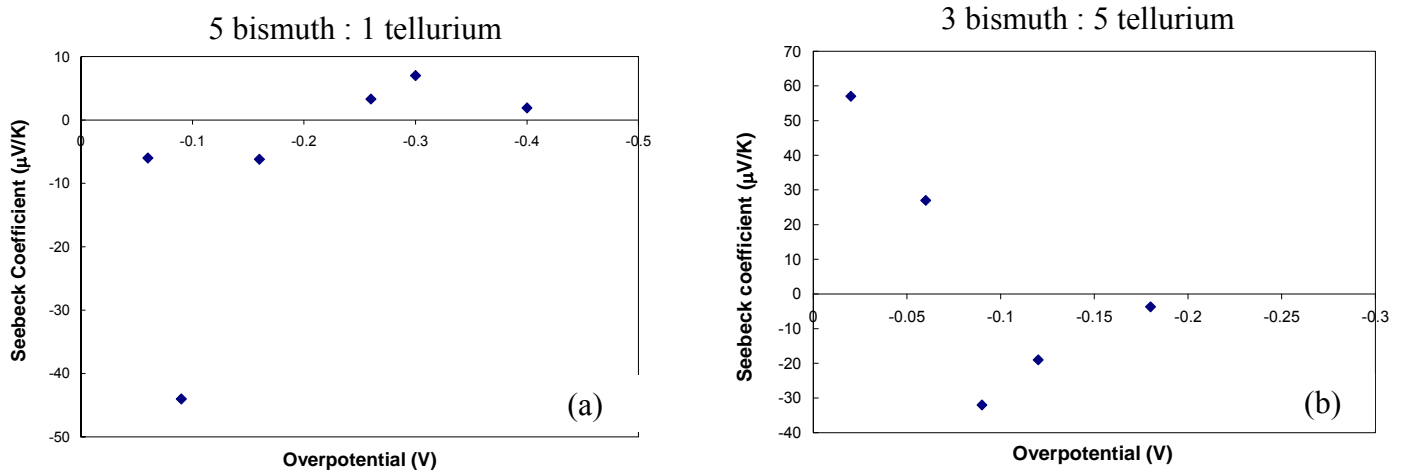 5 bismuth : 1 tellurium
10
0
-10
-20
-30
-40
-50
0 -0.1 -0.2 -0.3 -0.4 -0.5
Seebeck Coefficient (µV/K)
Overpotential (V)
(a)
3 bismuth : 5 tellurium
70
60
50
40
30
20
10
0
-10
-20
-30
-40
0 -0.05 -0.1 -0.15 -0.2 -0.25 -0.3
Seebeck coefficient (µV/K)
Overpotential (V)
(b)